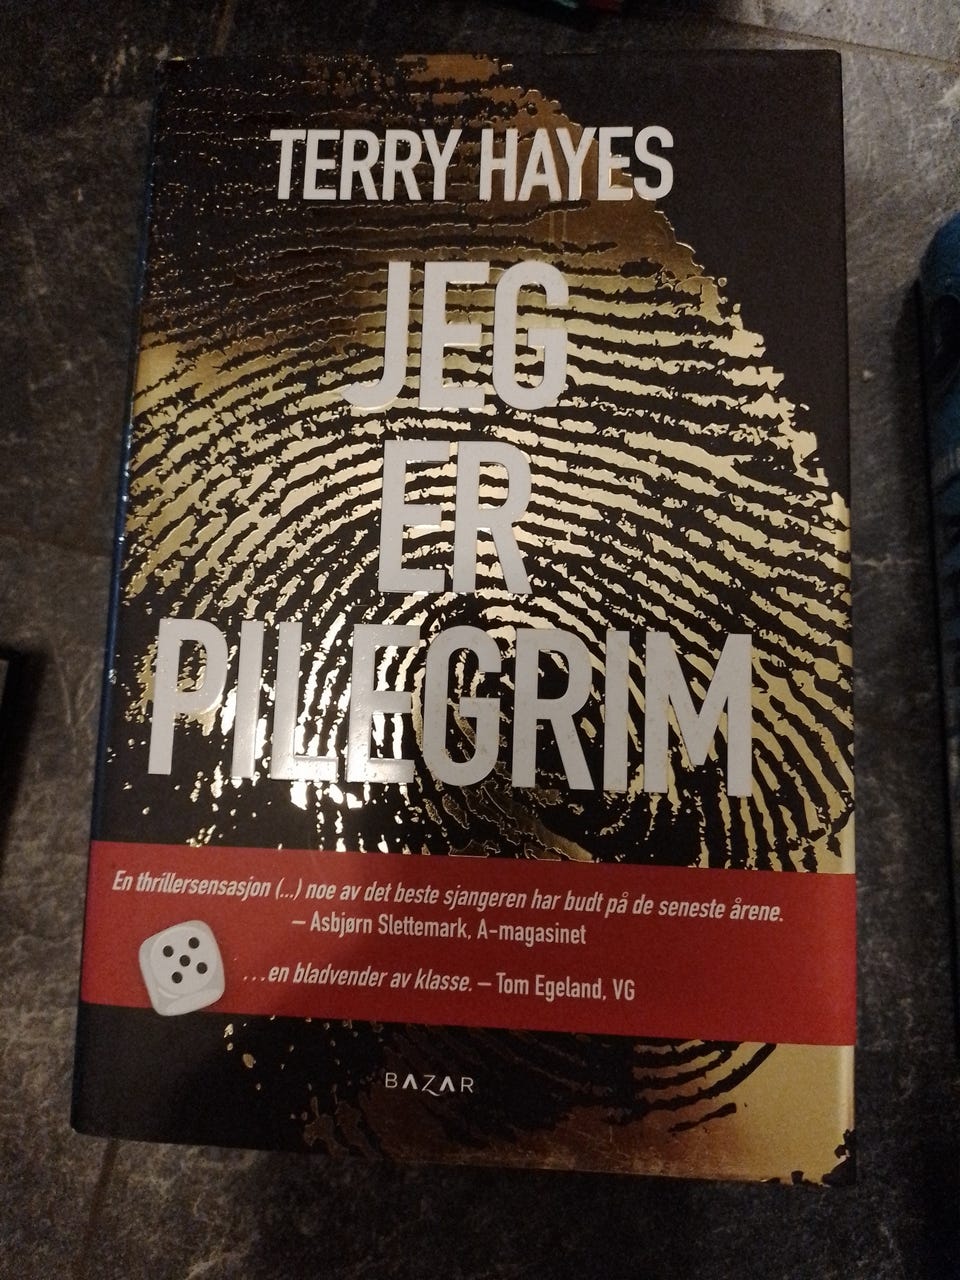 TERRY HAYES
JEG
ER
PILEGRIM
En thrillersensasjon (...) noe av det beste sjangeren har budt på de seneste årene.
– Asbjørn Slettemark, A-magasinet
...en bladvender av klasse. – Tom Egeland, VG
BAZAR